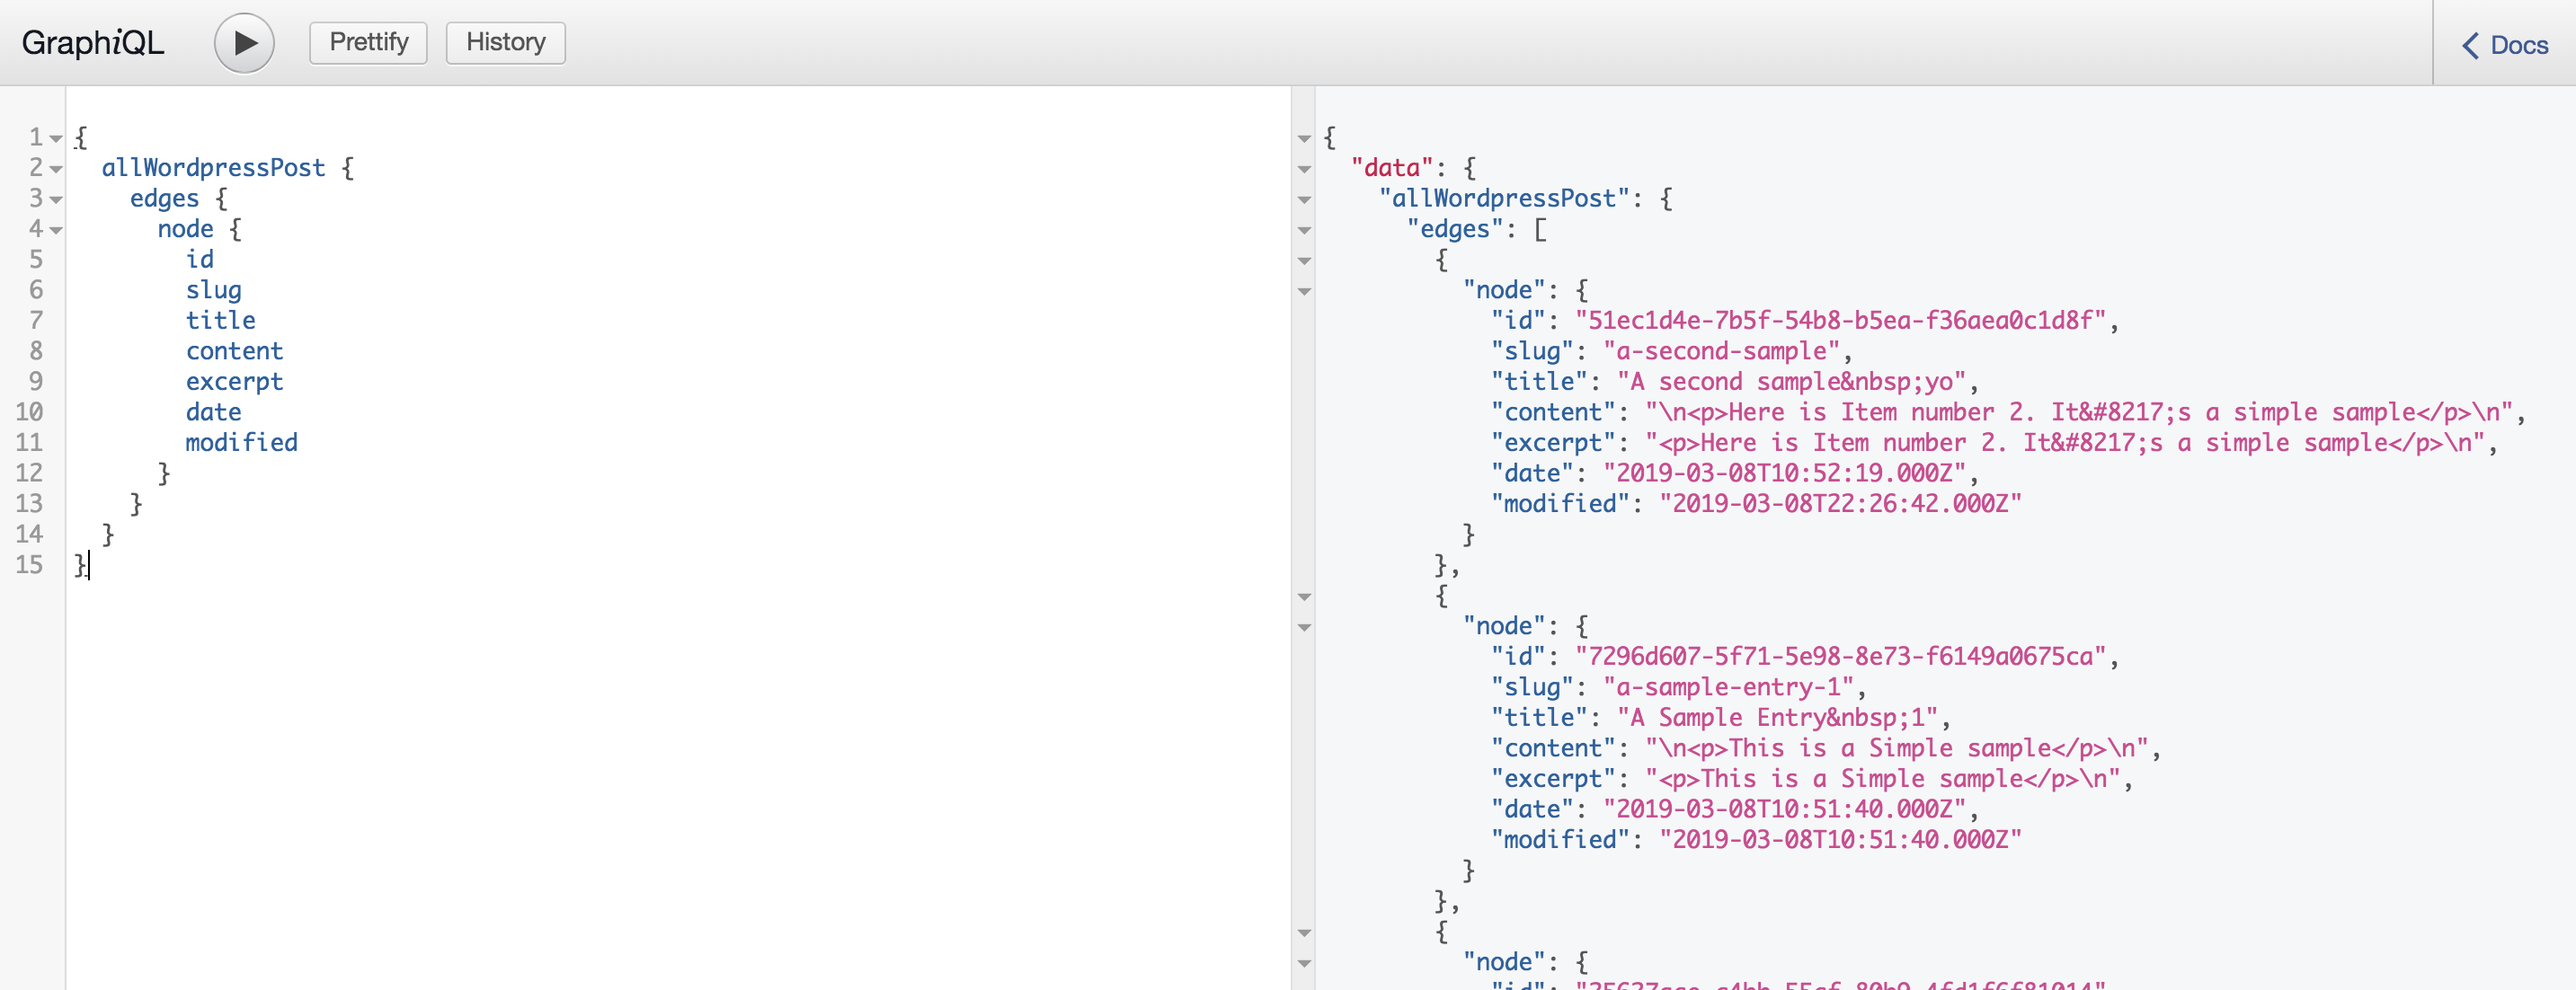 GraphiQL Prettify History Docs
1 {
2 allWordpressPost {
3 edges {
4 node {
5 id
6 slug
7 title
8 content
9 excerpt
10 date
11 modified
12 }
13 }
14 }
15 }
{
"data": {
"allWordpressPost": {
"edges": [
{
"node": {
"id": "51ec1d4e-7b5f-54b8-b5ea-f36aea0c1d8f",
"slug": "a-second-sample",
"title": "A second sample&nbsp;yo",
"content": "\n<p>Here is Item number 2. It&#8217;s a simple sample</p>\n",
"excerpt": "<p>Here is Item number 2. It&#8217;s a simple sample</p>\n",
"date": "2019-03-08T10:52:19.000Z",
"modified": "2019-03-08T22:26:42.000Z"
}
},
{
"node": {
"id": "7296d607-5f71-5e98-8e73-f6149a0675ca",
"slug": "a-sample-entry-1",
"title": "A Sample Entry&nbsp;1",
"content": "\n<p>This is a Simple sample</p>\n",
"excerpt": "<p>This is a Simple sample</p>\n",
"date": "2019-03-08T10:51:40.000Z",
"modified": "2019-03-08T10:51:40.000Z"
}
},
{
"node": {